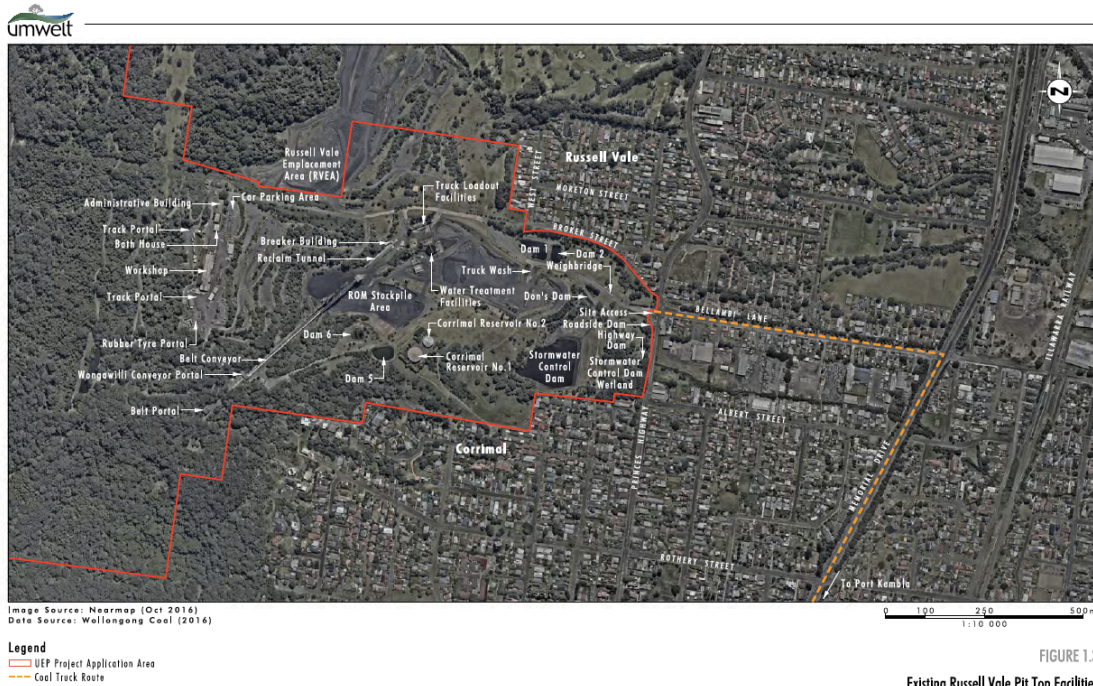 umwelt
Russell Vale
Emplacement
Area (RVEA)
Russell Vale
WEST STREET
MORETON STREET
Truck Loadout
Facilities
Administrative Building
Car Parking Area
Track Portal
Bath House
BROKER STREET
Breaker Building
Reclaim Tunnel
Dam 1
Dam 2
Weighbridge
Truck Wash
Workshop
Water Treatment
Facilities
Track Portal
ROM Stockpile
Area
Don's Dam
Site Access
BELLAMBI LANE
ILLAWARRA RAILWAY
Roadside Dam
Highway
Dam
Corrimal Reservoir No.2
Dam 6
Rubber Tyre Portal
Belt Conveyor
Corrimal
Reservoir No.1
Stormwater
Control
Dam
Stormwater
Control Dam
Wetland
Wongawilli Conveyor Portal
Dam 5
Belt Portal
ALBERT STREET
PRINCES HIGHWAY
Corrimal
MEMORIAL DRIVE
ROTHERY STREET
To Port Kembla
N
Image Source: Nearmap (Oct 2016)
Data Source: Wollongong Coal (2016)
0 100 250 500m
1:10 000
Legend
UEP Project Application Area
Coal Truck Route
FIGURE 1.
Existing Russell Vale Pit Top Facilitie